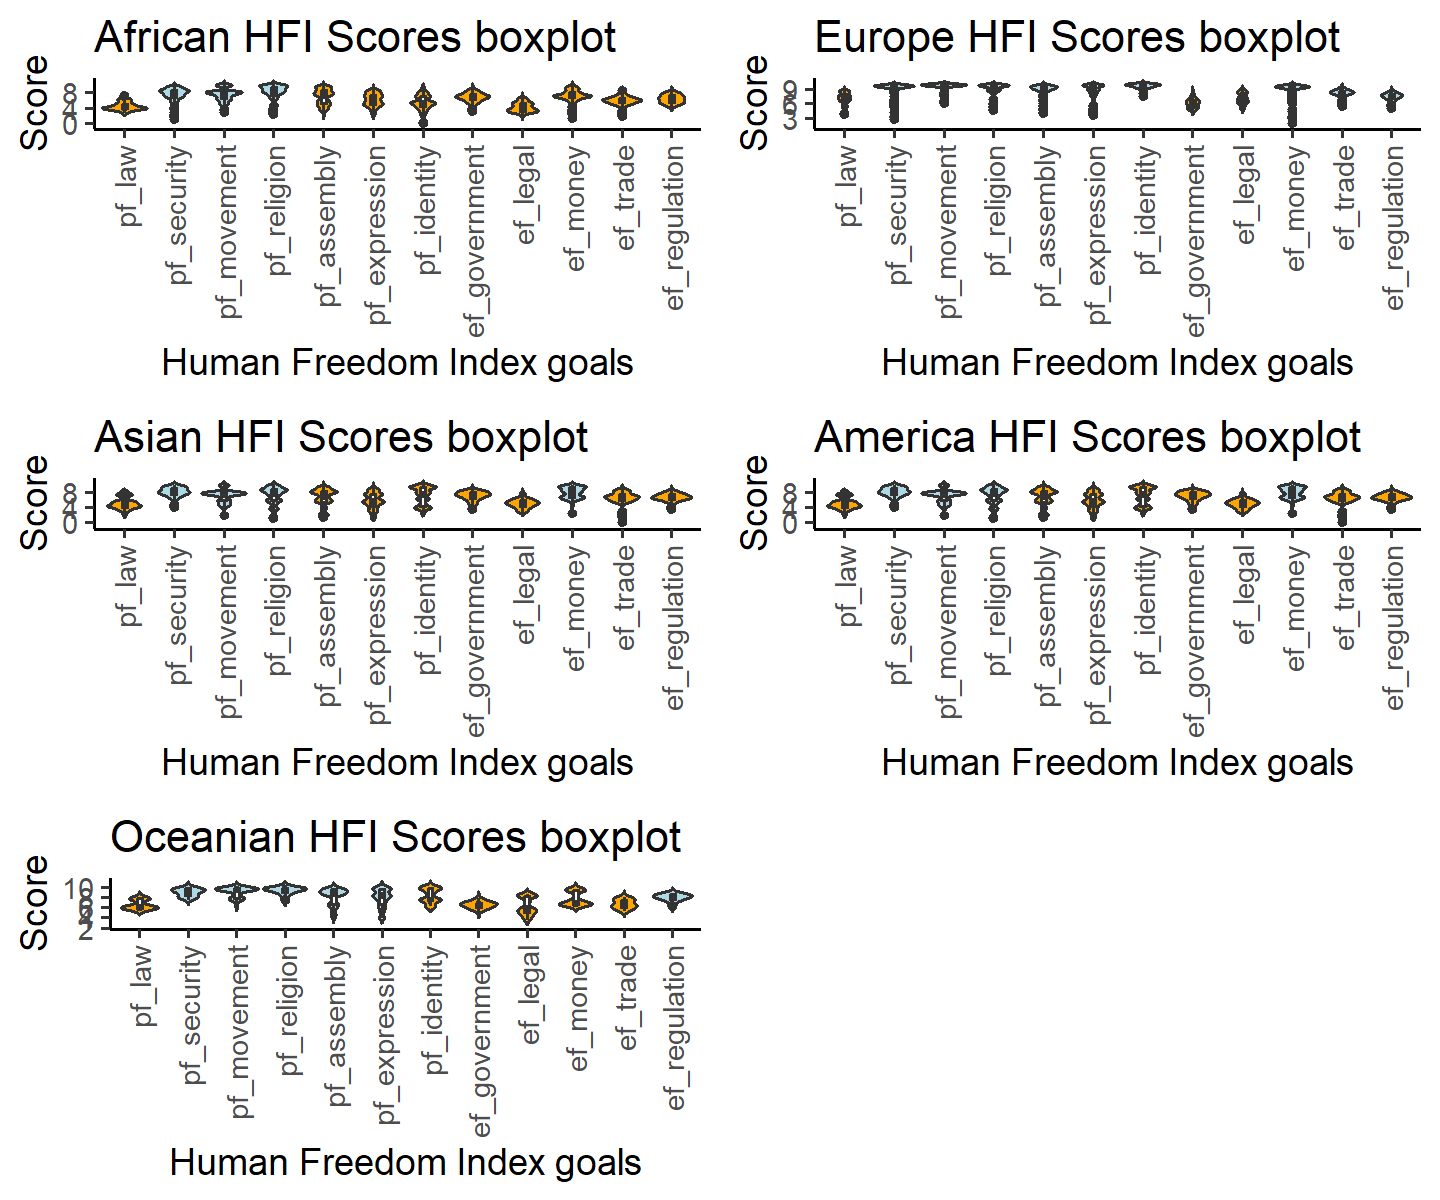 African HFI Scores boxplot
Score
8
4
0
pf_law
pf_security
pf_movement
pf_religion
pf_assembly
pf_expression
pf_identity
ef_government
ef_legal
ef_money
ef_trade
ef_regulation
Human Freedom Index goals
Europe HFI Scores boxplot
Score
9
6
3
pf_law
pf_security
pf_movement
pf_religion
pf_assembly
pf_expression
pf_identity
ef_government
ef_legal
ef_money
ef_trade
ef_regulation
Human Freedom Index goals
Asian HFI Scores boxplot
Score
8
4
0
pf_law
pf_security
pf_movement
pf_religion
pf_assembly
pf_expression
pf_identity
ef_government
ef_legal
ef_money
ef_trade
ef_regulation
Human Freedom Index goals
America HFI Scores boxplot
Score
8
4
0
pf_law
pf_security
pf_movement
pf_religion
pf_assembly
pf_expression
pf_identity
ef_government
ef_legal
ef_money
ef_trade
ef_regulation
Human Freedom Index goals
Oceanian HFI Scores boxplot
Score
10
8
6
4
2
pf_law
pf_security
pf_movement
pf_religion
pf_assembly
pf_expression
pf_identity
ef_government
ef_legal
ef_money
ef_trade
ef_regulation
Human Freedom Index goals